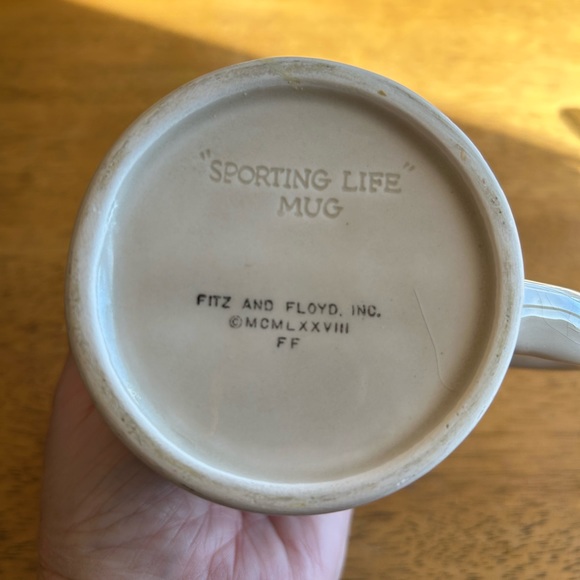 "SPORTING LIFE"
MUG
FITZ AND FLOYD, INC.
©MCMLXXVIII
FF